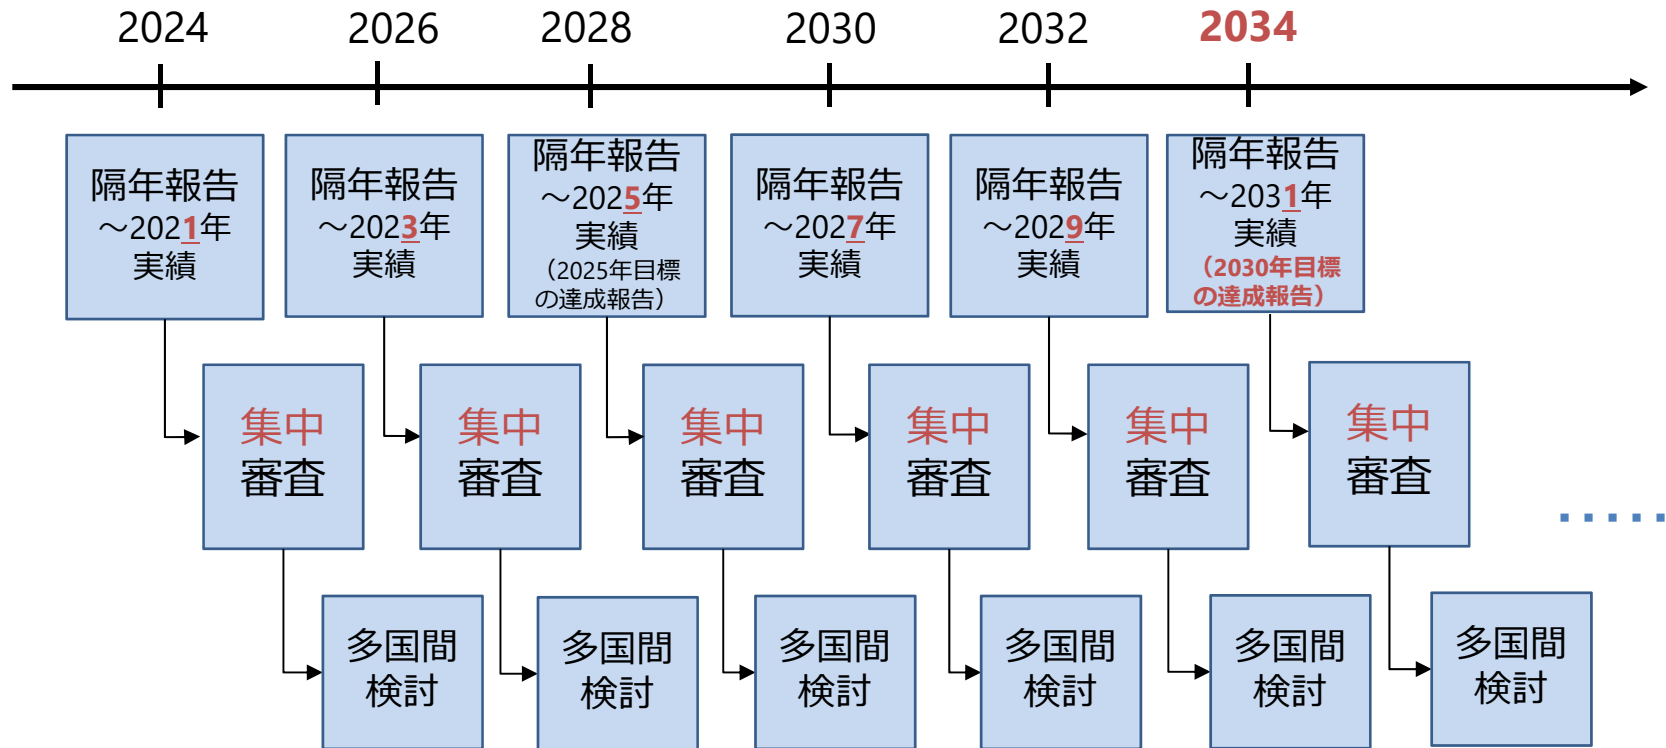 2024
2026
2028
2030
2032
2034
隔年報告
～2021年
実績
隔年報告
～2023年
実績
隔年報告
～2025年
実績
（2025年目標
の達成報告）
隔年報告
～2027年
実績
隔年報告
～2029年
実績
隔年報告
～2031年
実績
（2030年目標
の達成報告）
集中
審査
集中
審査
集中
審査
集中
審査
集中
審査
集中
審査
多国間
検討
多国間
検討
多国間
検討
多国間
検討
多国間
検討
多国間
検討